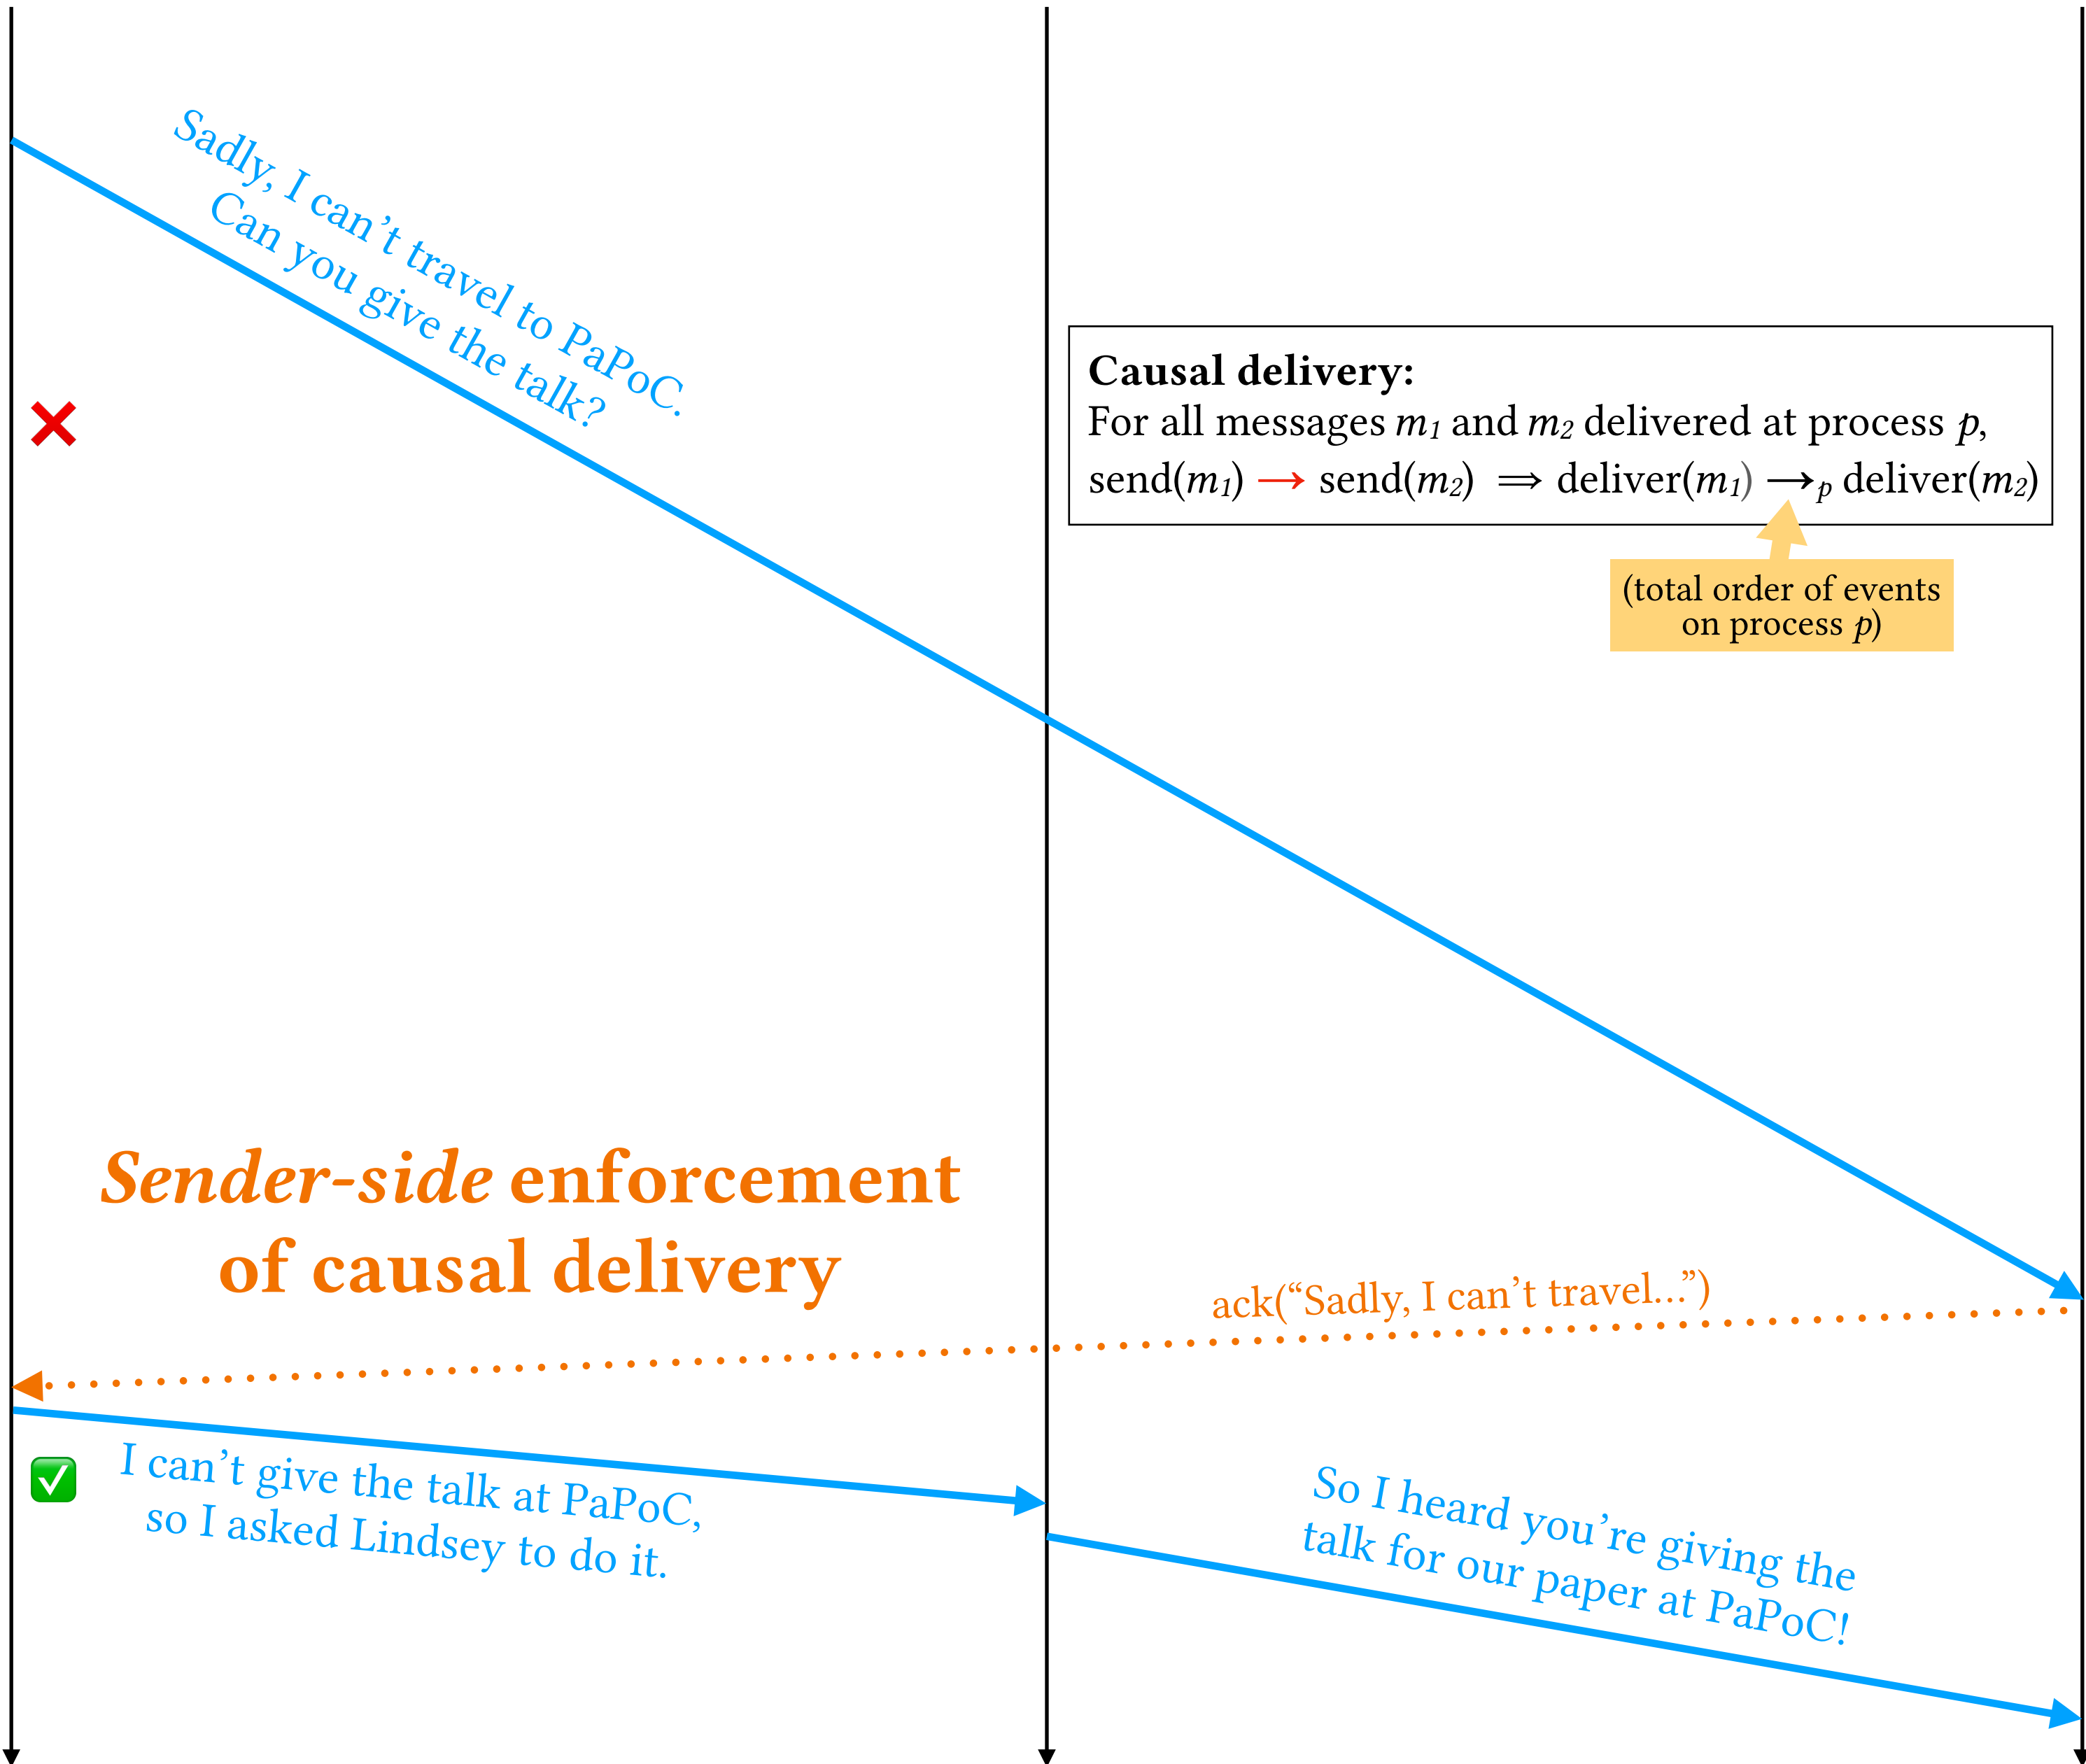 Sadly, I can’t travel to PaPoC.
Can you give the talk?
Causal delivery:
For all messages m₁ and m₂ delivered at process p,
send(m₁) → send(m₂) ⟹ deliver(m₁) ⟶ₚ deliver(m₂)
(total order of events
on process p)
Sender-side enforcement
of causal delivery
ack(“Sadly, I can’t travel…”)
I can’t give the talk at PaPoC,
so I asked Lindsey to do it.
So I heard you’re giving the
talk for our paper at PaPoC!